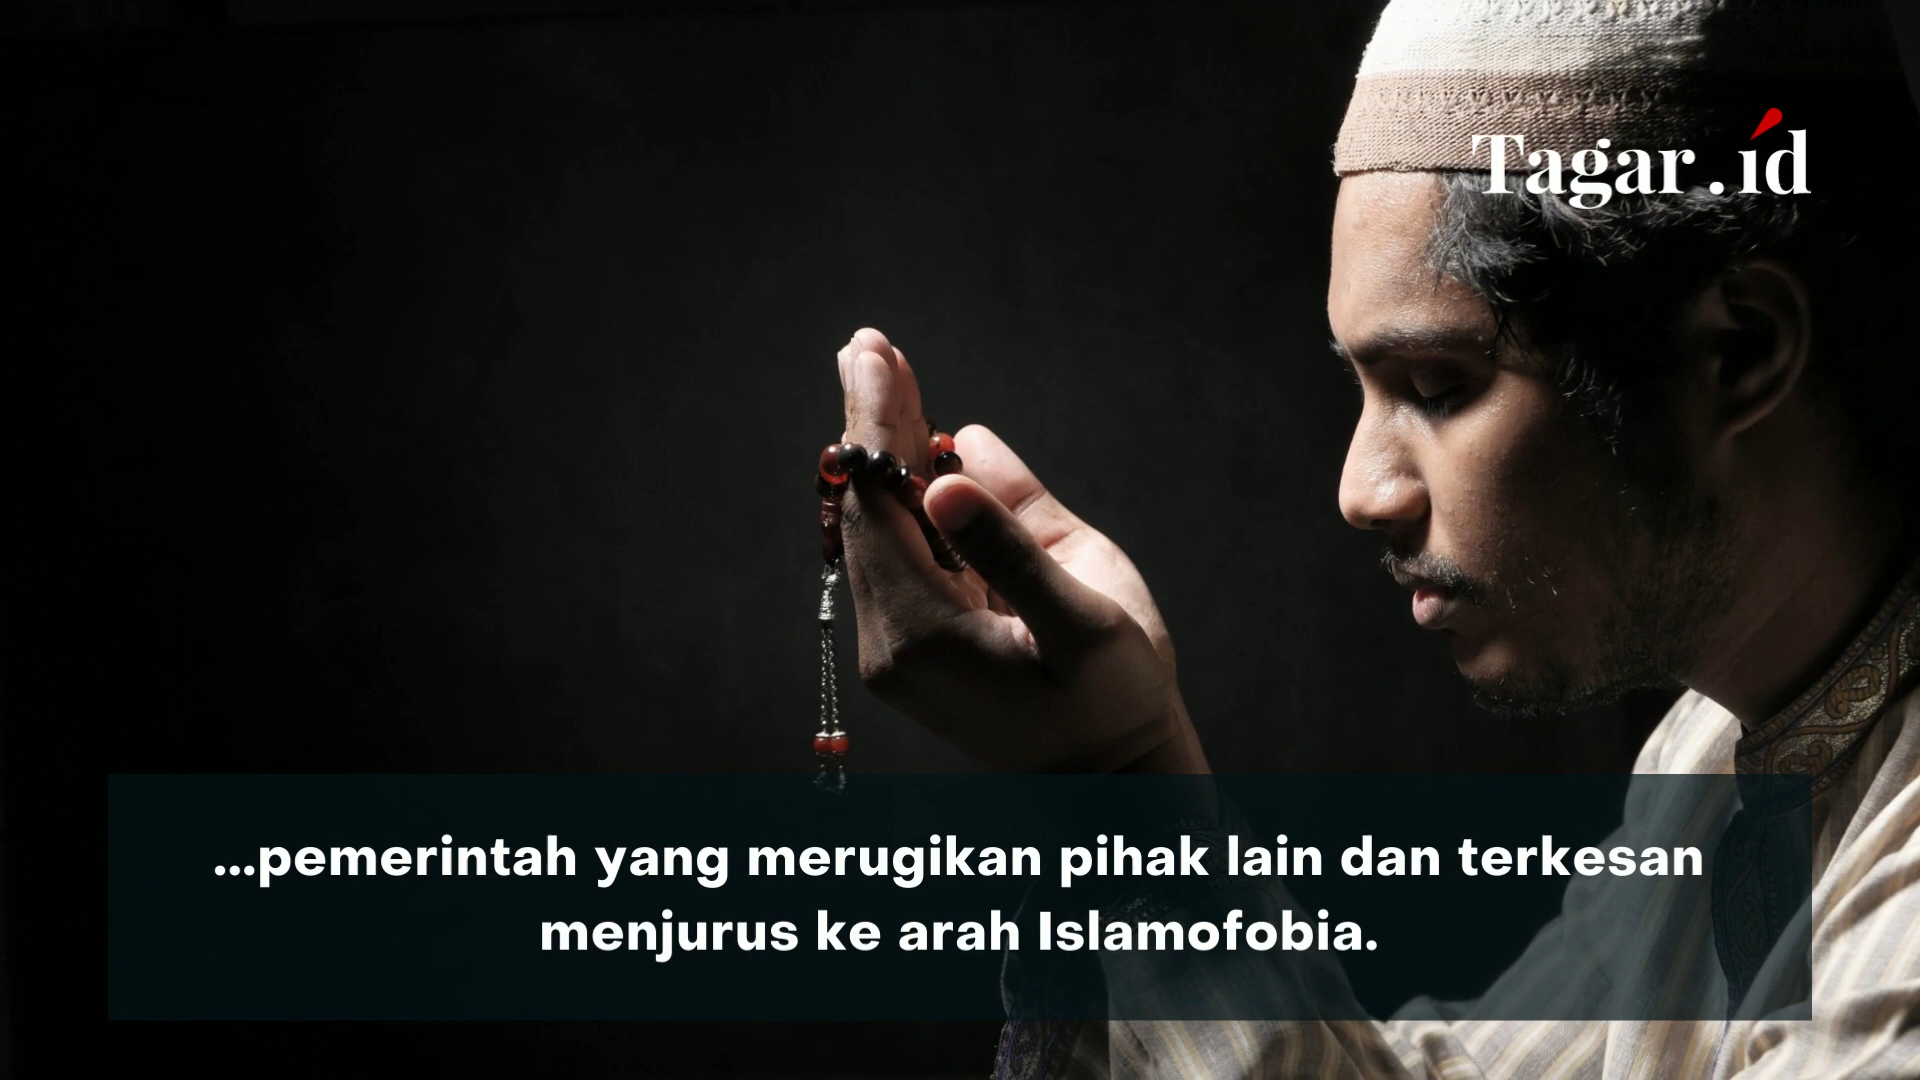 Tagar.id
...pemerintah yang merugikan pihak lain dan terkesan
menjurus ke arah Islamofobia.